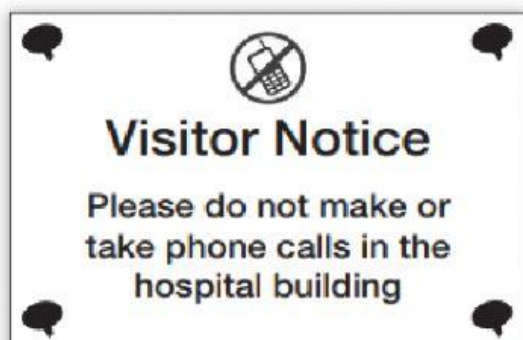 Visitor Notice
Please do not make or
take phone calls in the
hospital building